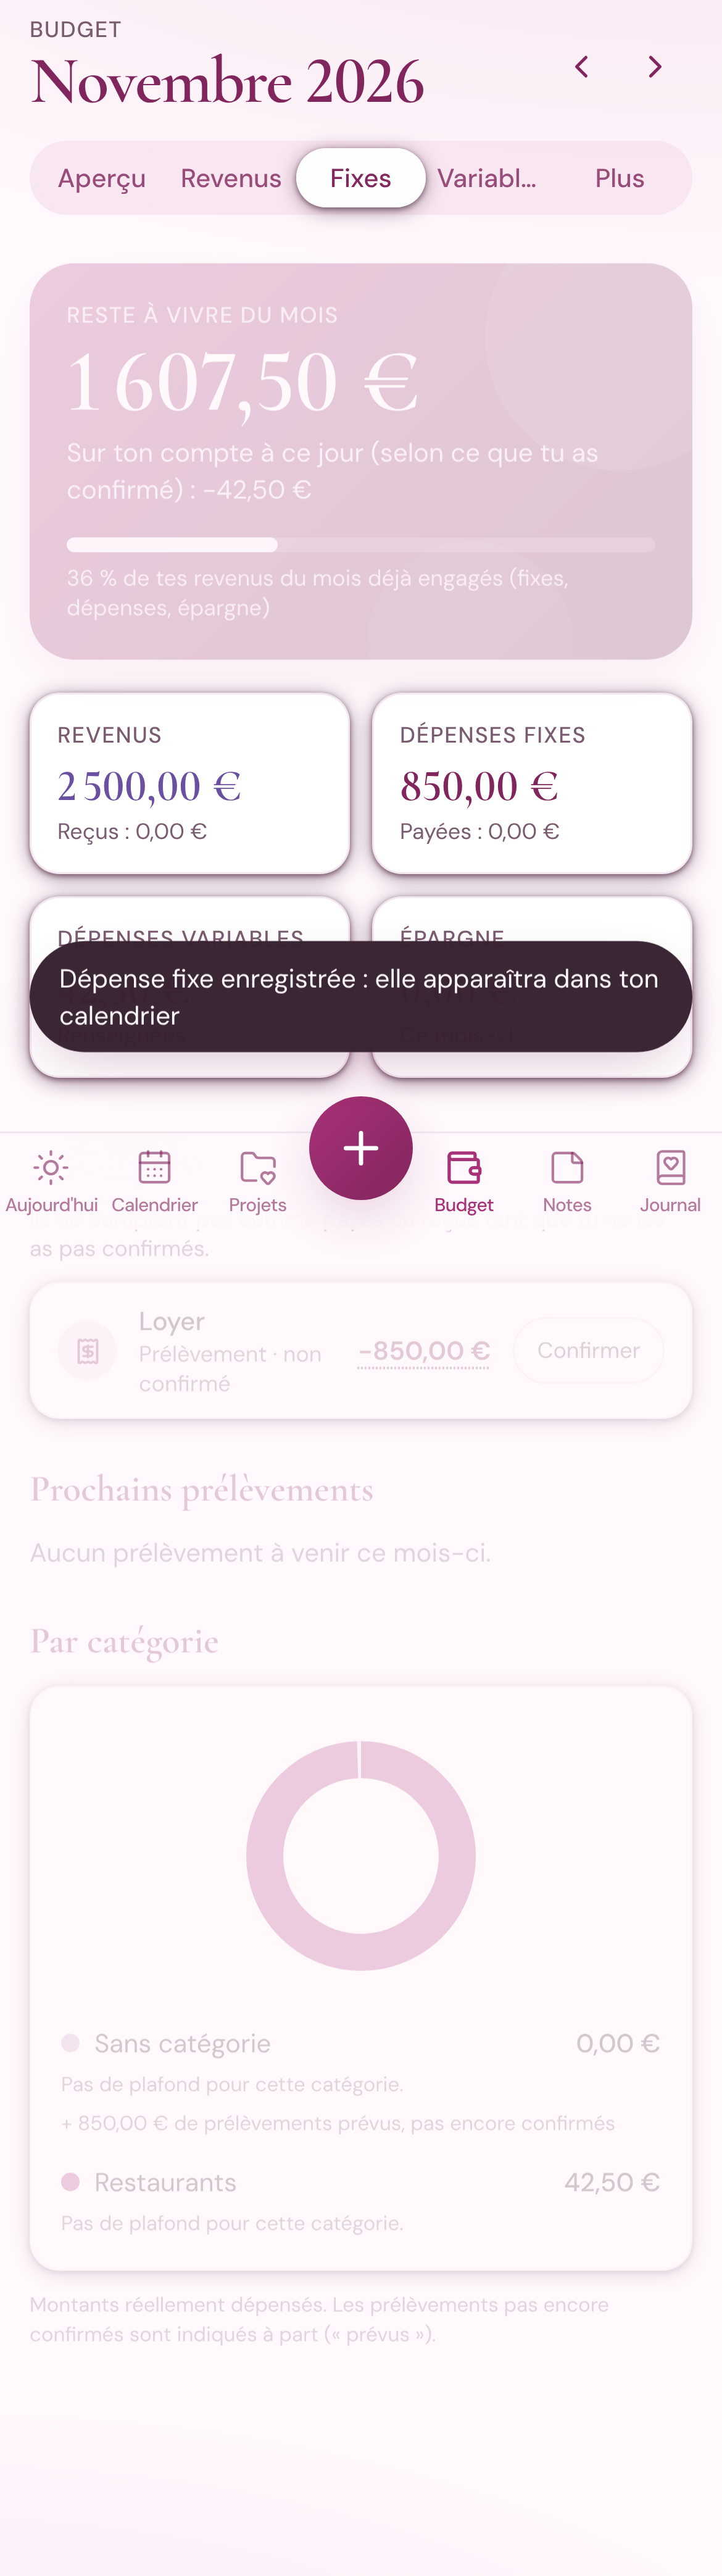 BUDGET
Novembre 2026
Aperçu Revenus Fixes Variabl... Plus
RESTE À VIVRE DU MOIS
1 607,50 €
Sur ton compte à ce jour (selon ce que tu as
confirmé) : -42,50 €
36 % de tes revenus du mois déjà engagés (fixes,
dépenses, épargne)
REVENUS
2 500,00 €
Reçus : 0,00 €
DÉPENSES FIXES
850,00 €
Payées : 0,00 €
DÉPENSES VARIABLES
ÉPARGNE
Dépense fixe enregistrée : elle apparaîtra dans ton
calendrier
Aujourd'hui Calendrier Projets Budget Notes Journal
as pas confirmés.
Loyer
Prélèvement · non
confirmé
-850,00 €
Confirmer
Prochains prélèvements
Aucun prélèvement à venir ce mois-ci.
Par catégorie
Sans catégorie 0,00 €
Pas de plafond pour cette catégorie.
+ 850,00 € de prélèvements prévus, pas encore confirmés
Restaurants 42,50 €
Pas de plafond pour cette catégorie.
Montants réellement dépensés. Les prélèvements pas encore
confirmés sont indiqués à part (« prévus »).